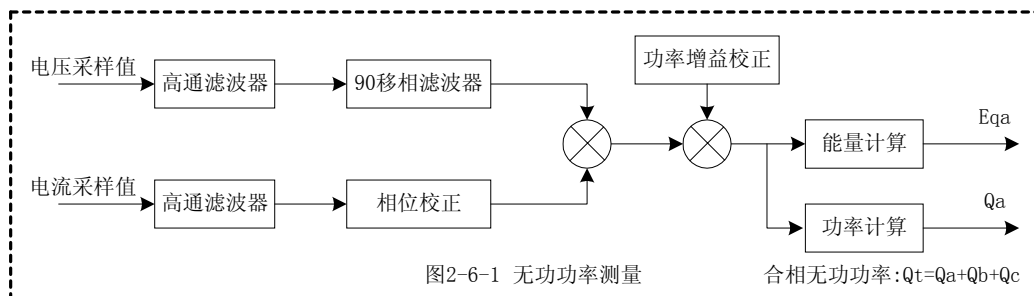 电压采样值
高通滤波器
90移相滤波器
功率增益校正
能量计算
Eqa
电流采样值
高通滤波器
相位校正
功率计算
Qa
图2-6-1 无功功率测量
合相无功功率:Qt=Qa+Qb+Qc